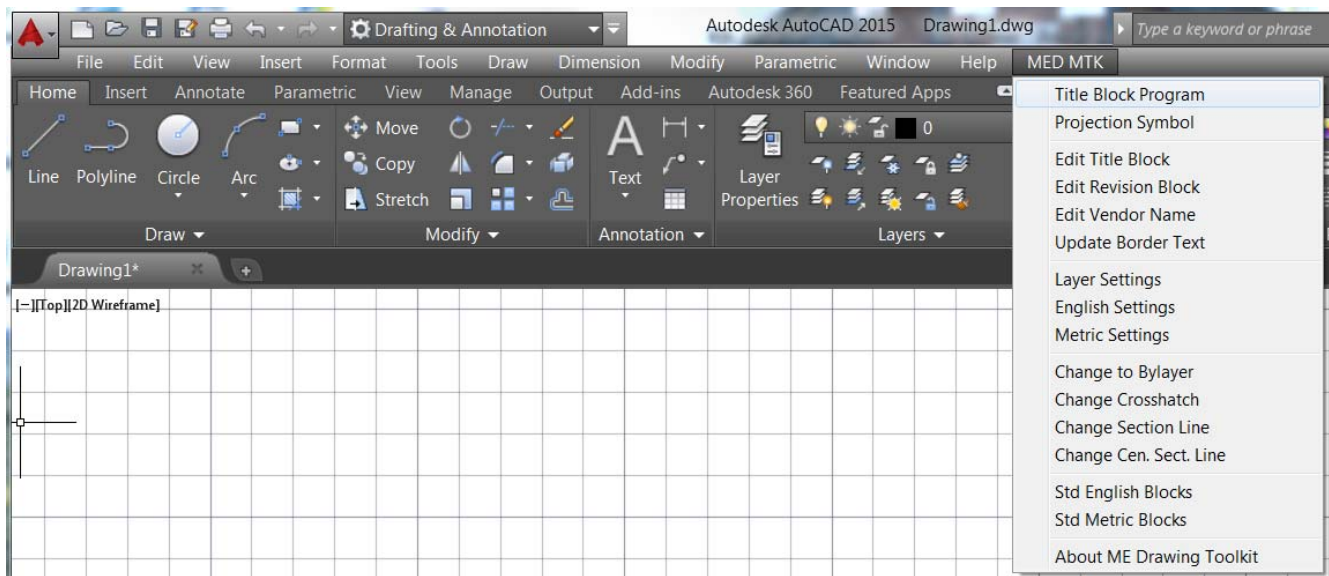 Drafting & Annotation Autodesk AutoCAD 2015 Drawing1.dwg Type a keyword or phrase
File Edit View Insert Format Tools Draw Dimension Modify Parametric Window Help MED MTK
Home Insert Annotate Parametric View Manage Output Add-ins Autodesk 360 Featured Apps
Line Polyline Circle Arc
Move
Copy
Stretch
Text
Layer
Properties
0
Draw Modify Annotation Layers
Drawing1*
[−][Top][2D Wireframe]
Title Block Program
Projection Symbol
Edit Title Block
Edit Revision Block
Edit Vendor Name
Update Border Text
Layer Settings
English Settings
Metric Settings
Change to Bylayer
Change Crosshatch
Change Section Line
Change Cen. Sect. Line
Std English Blocks
Std Metric Blocks
About ME Drawing Toolkit